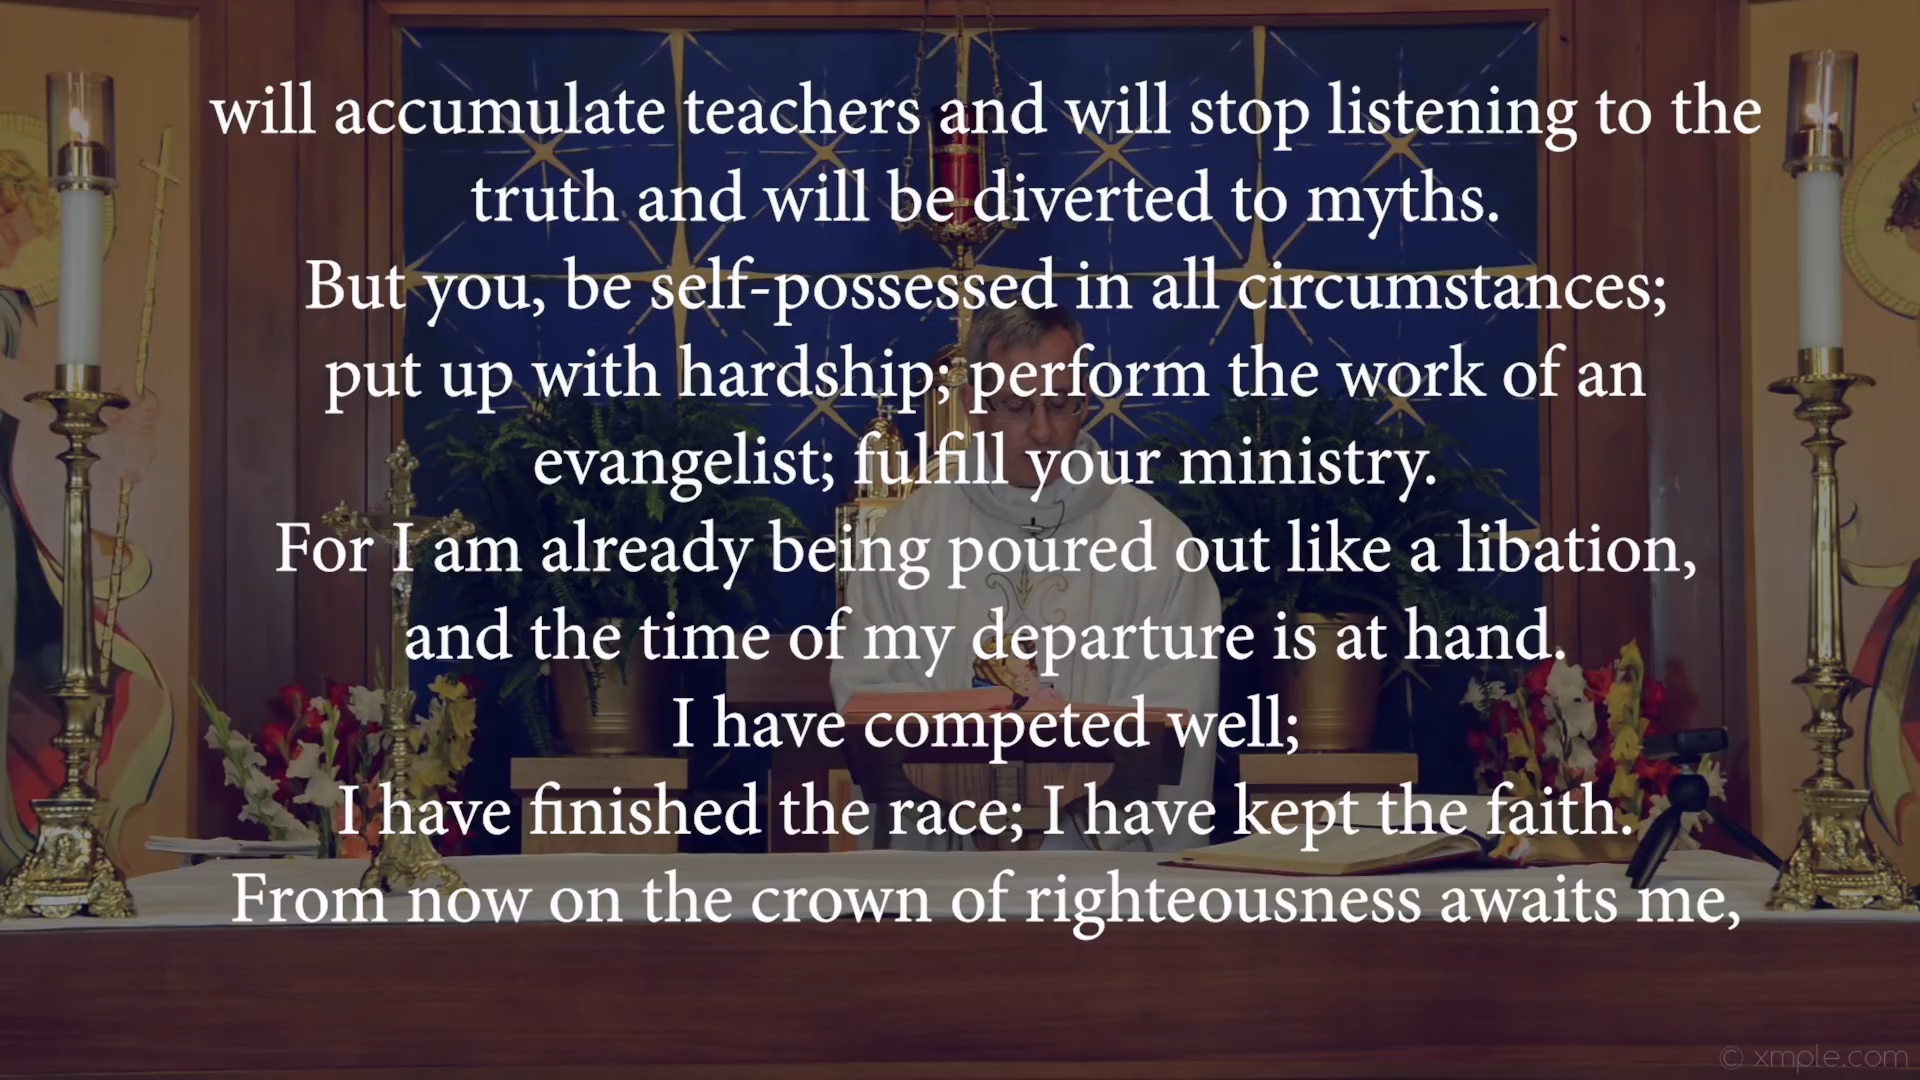 will accumulate teachers and will stop listening to the
truth and will be diverted to myths.
But you, be self-possessed in all circumstances;
put up with hardship; perform the work of an
evangelist; fulfill your ministry.
For I am already being poured out like a libation,
and the time of my departure is at hand.
I have competed well;
I have finished the race; I have kept the faith.
From now on the crown of righteousness awaits me,
© xmple.com